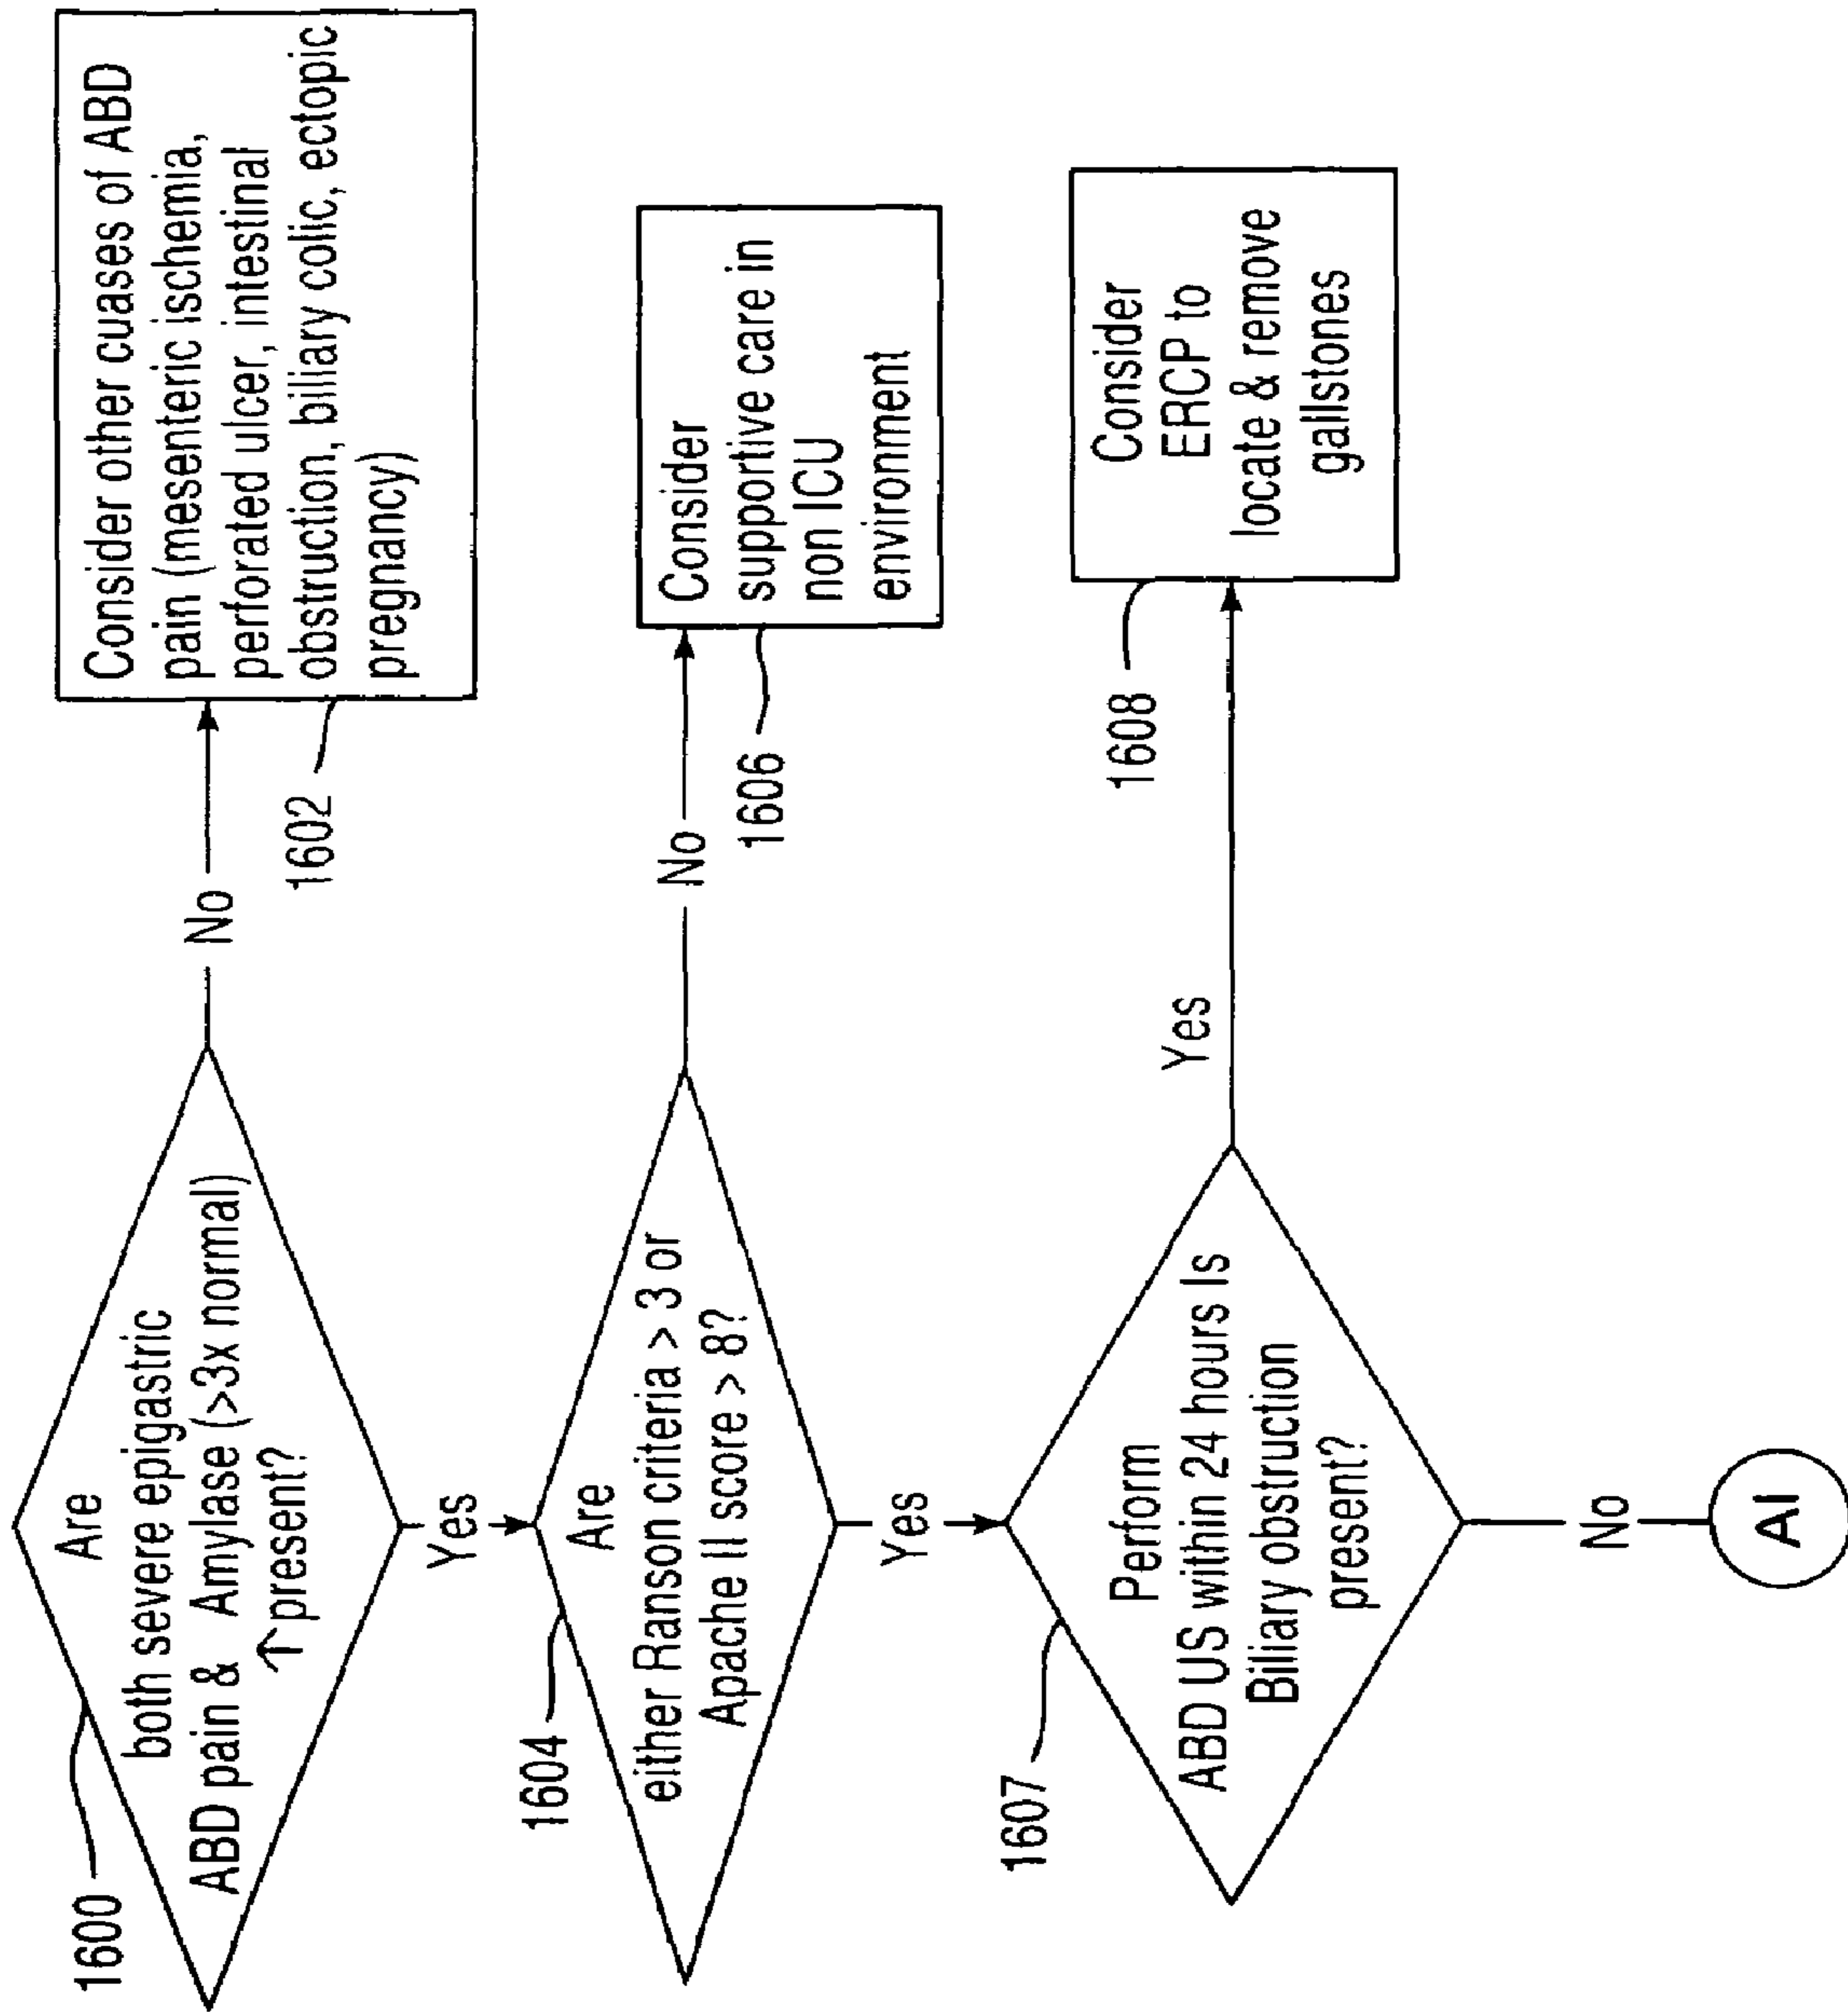 1600
Are
both severe epigastric
ABD pain & Amylase (>3x normal)
↑present?
No
1602
Consider other cuases of ABD
pain (mesenteric ischemia,
perforated ulcer, intestinal
obstruction, billiary colic, ectopic
pregnancy)
Yes
1604
Are
either Ranson criteria > 3 or
Apache II score > 8?
No
1606
Consider
supportive care in
non ICU
environment
Yes
1607
Perform
ABD US within 24 hours Is
Biliary obstruction
present?
Yes
1608
Consider
ERCP to
locate & remove
gallstones
No
AI